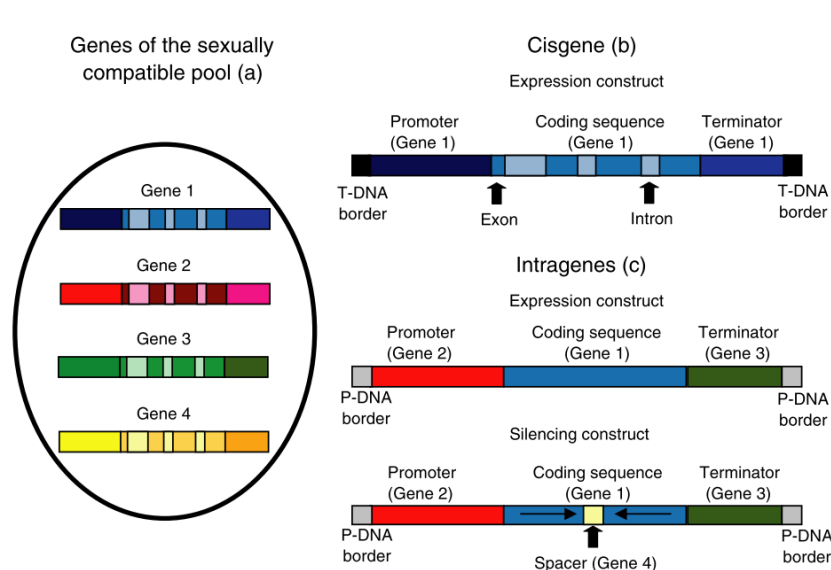 Genes of the sexually
compatible pool (a)
Gene 1
Gene 2
Gene 3
Gene 4
Cisgene (b)
Expression construct
Promoter
(Gene 1)
Coding sequence
(Gene 1)
Terminator
(Gene 1)
T-DNA
border
Exon
Intron
T-DNA
border
Intragenes (c)
Expression construct
Promoter
(Gene 2)
Coding sequence
(Gene 1)
Terminator
(Gene 3)
P-DNA
border
P-DNA
border
Silencing construct
Promoter
(Gene 2)
Coding sequence
(Gene 1)
Terminator
(Gene 3)
P-DNA
border
Spacer (Gene 4)
P-DNA
border